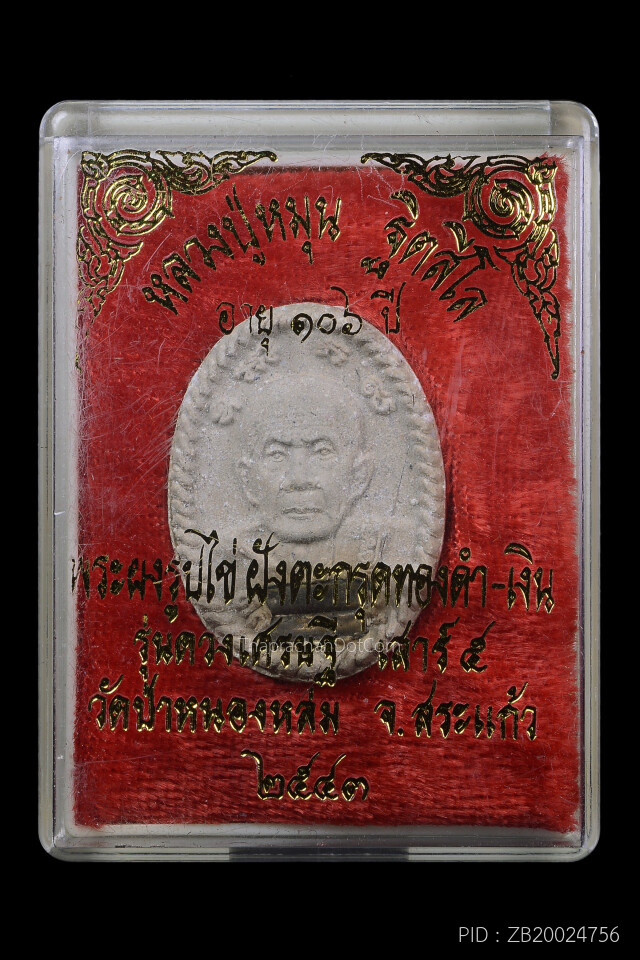 หลวงปู่หมุน ฐิตสีโล
อายุ ๑๐๖ ปี
พระผงรูปไข่ ฝังตะกรุดทองคำ-เงิน
รุ่นดวงเศรษฐี เสาร์ ๕
ThaprachanDotCom
วัดป่าหนองหล่ม จ.สระแก้ว
๒๕๔๓
PID : ZB20024756